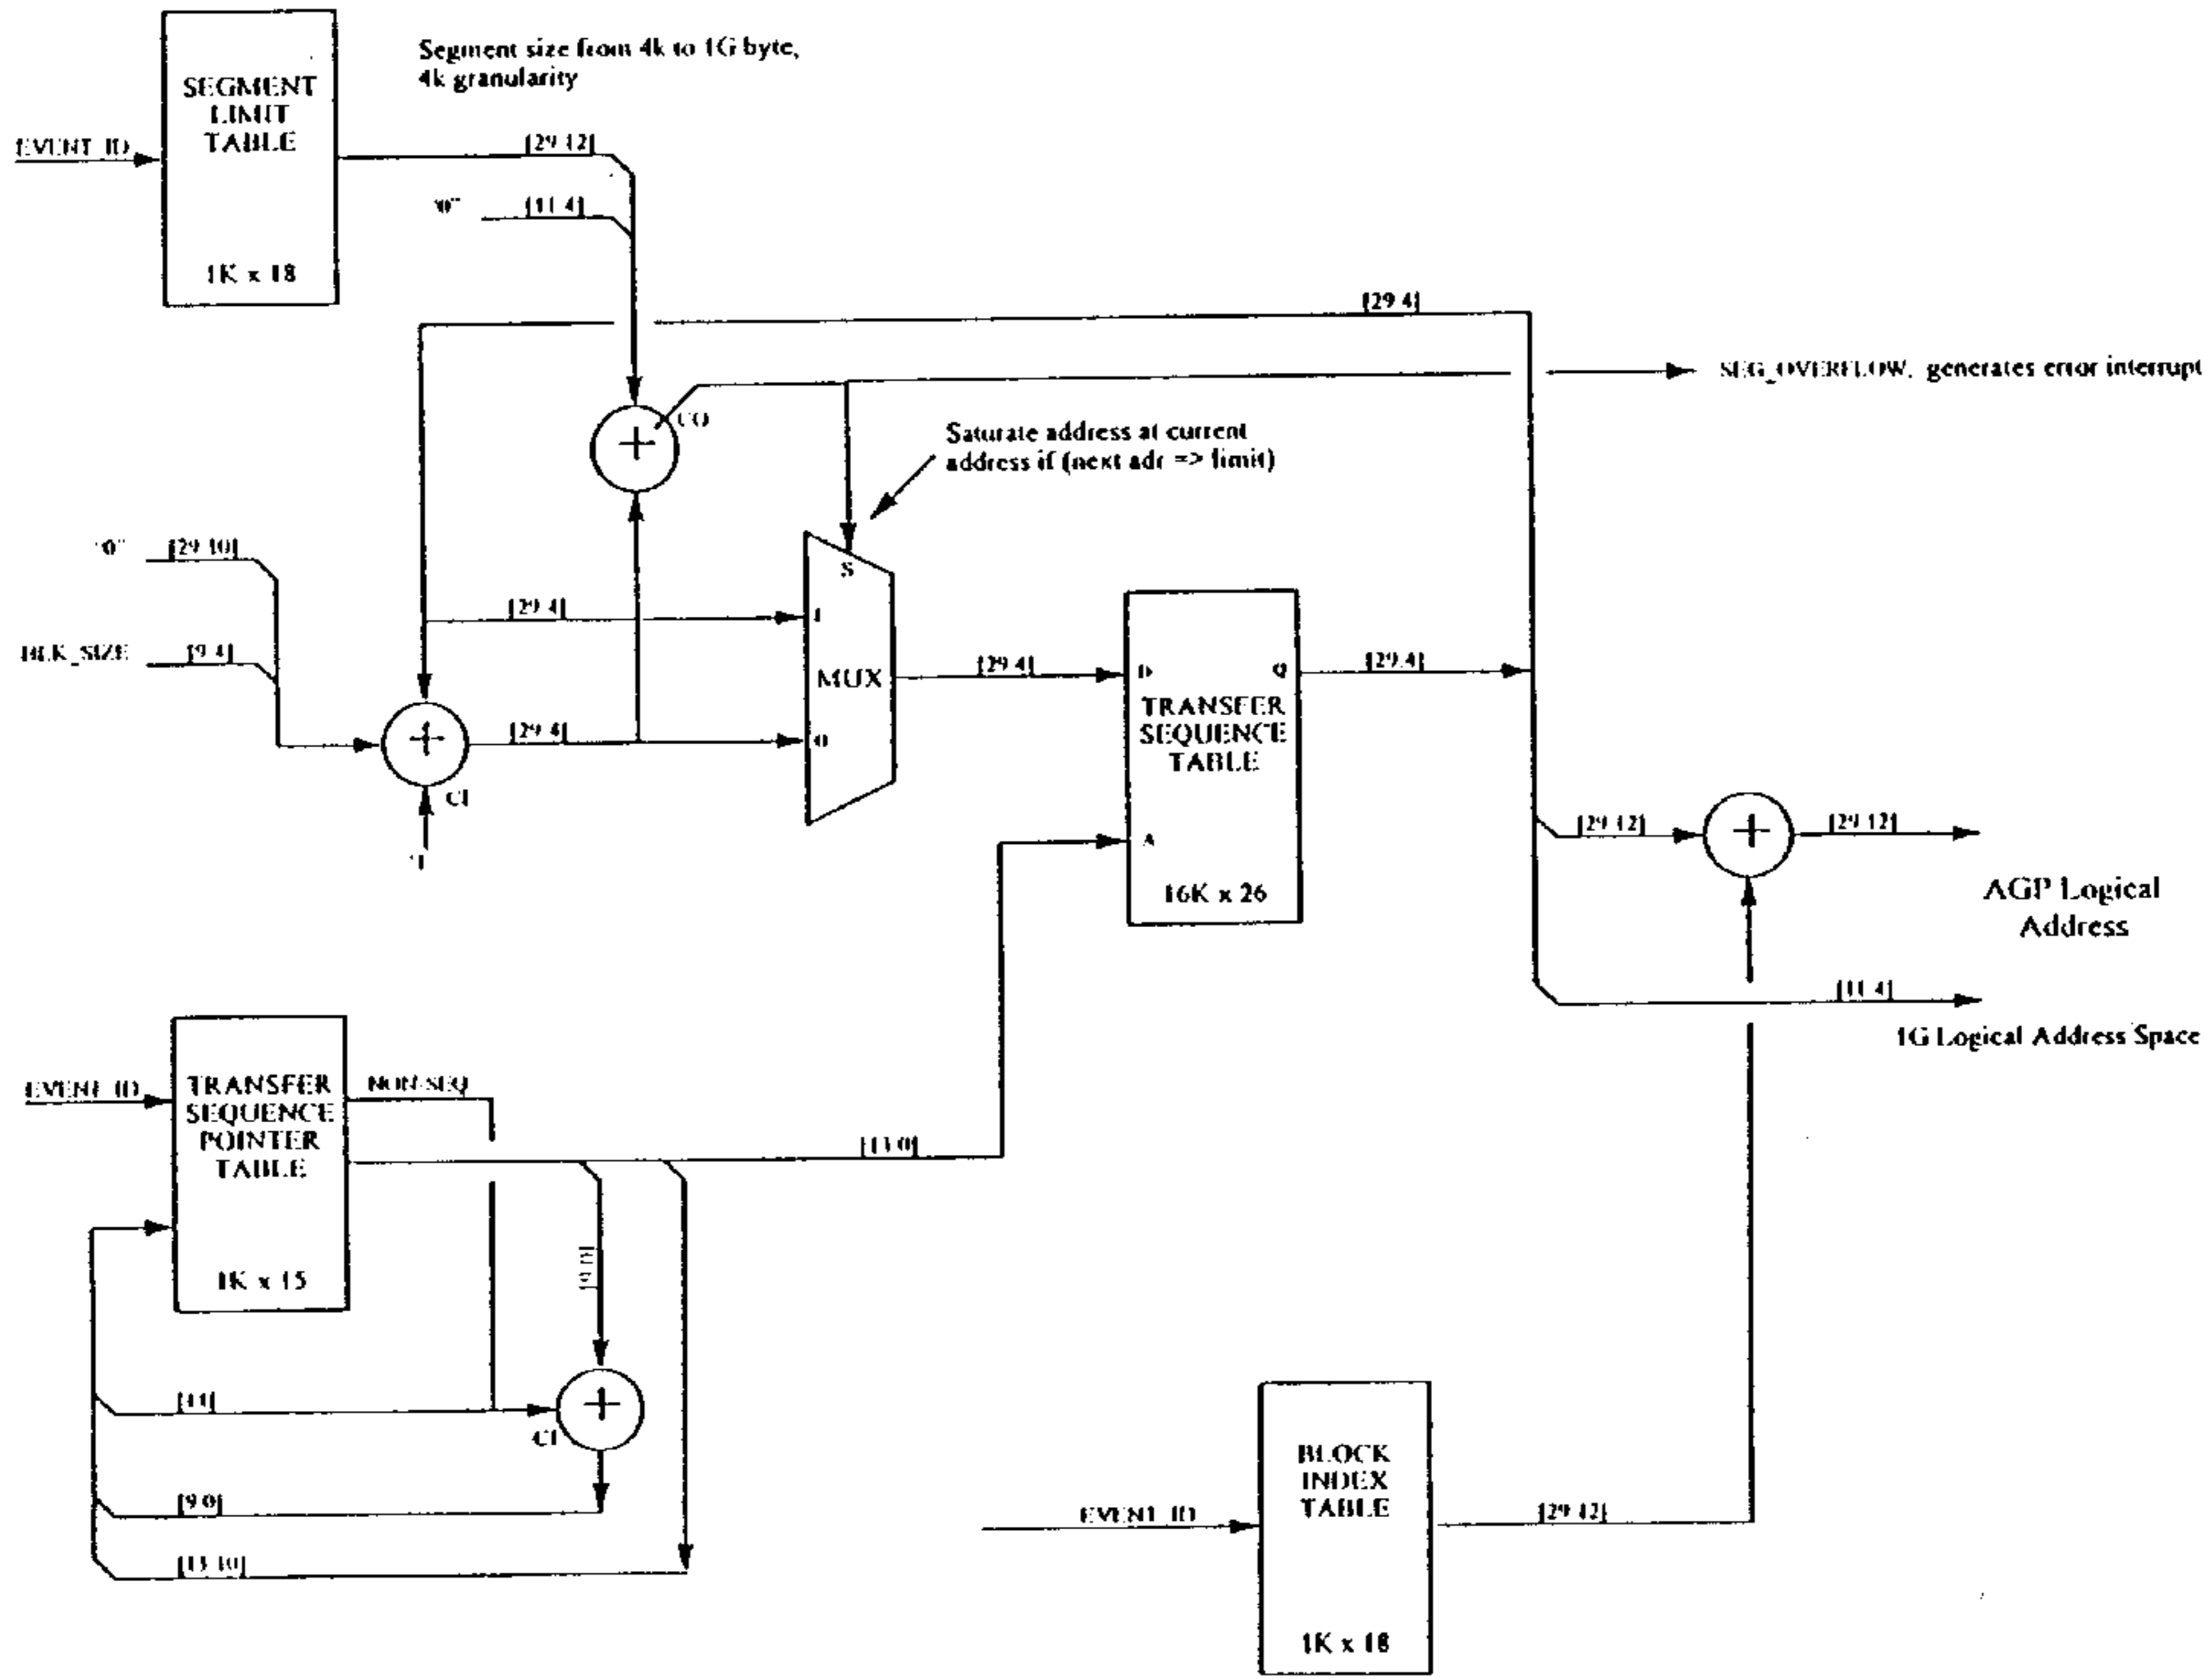 Segment size from 4k to 1G byte,
4k granularity
SEGMENT
LIMIT
TABLE
1K x 18
EVENT_ID
[29:12]
"0"
[11:4]
[29:4]
SEG_OVERFLOW, generates error interrupt
+
CO
Saturate address at current
address if (next adr => limit)
"0"
[29:10]
BLK_SIZE
[9:4]
+
CI
[29:4]
[29:4]
S
1
MUX
0
[29:4]
D
Q
A
TRANSFER
SEQUENCE
TABLE
16K x 26
[29:4]
[29:12]
+
[29:12]
AGP Logical
Address
[11:4]
1G Logical Address Space
EVENT_ID
TRANSFER
SEQUENCE
POINTER
TABLE
1K x 15
NON-SEQ
[13:0]
[9:0]
+
CI
[14]
[9:0]
[13:10]
EVENT_ID
BLOCK
INDEX
TABLE
1K x 18
[29:12]